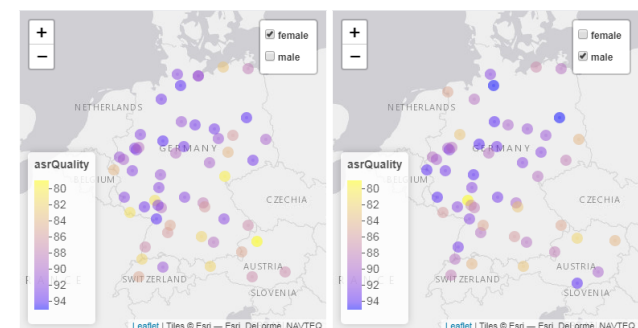 +
−
female
male
NETHERLANDS
GERMANY
asrQuality
BELGIUM
80
82
84
86
88
90
92
94
CZECHIA
AUSTRIA
SWITZERLAND
SLOVENIA
Leaflet | Tiles © Esri — Esri, DeLorme, NAVTEQ
+
−
female
male
NETHERLANDS
GERMANY
asrQuality
80
82
84
86
88
90
92
94
CZECHIA
AUSTRIA
SWITZERLAND
SLOVENIA
Leaflet | Tiles © Esri — Esri, DeLorme, NAVTEQ